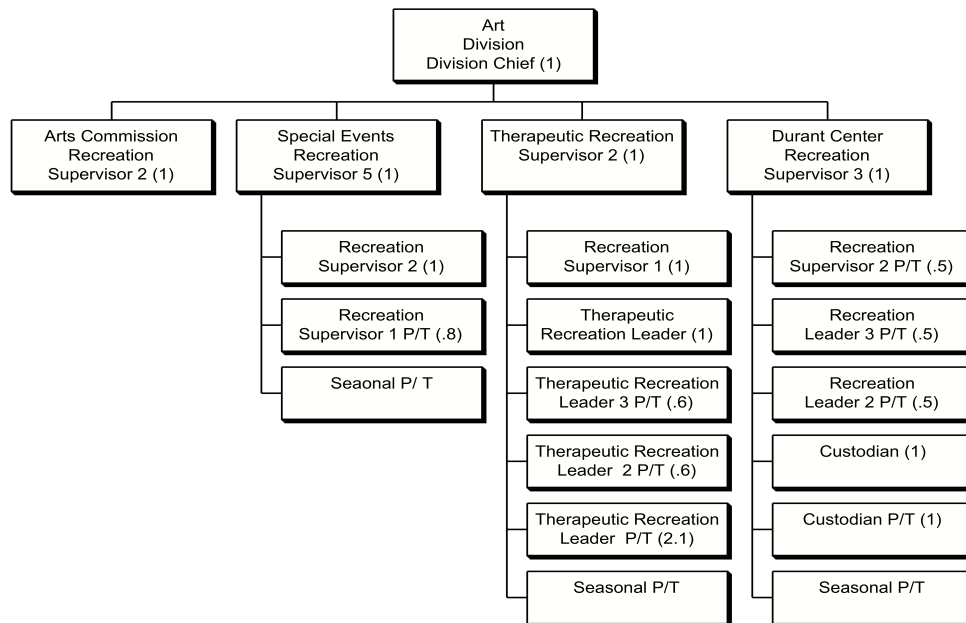 Art
Division
Division Chief (1)
Arts Commission
Recreation
Supervisor 2 (1)
Special Events
Recreation
Supervisor 5 (1)
Therapeutic Recreation
Supervisor 2 (1)
Durant Center
Recreation
Supervisor 3 (1)
Recreation
Supervisor 2 (1)
Recreation
Supervisor 1 P/T (.8)
Seaonal P/ T
Recreation
Supervisor 1 (1)
Therapeutic
Recreation Leader (1)
Therapeutic Recreation
Leader 3 P/T (.6)
Therapeutic Recreation
Leader  2 P/T (.6)
Therapeutic Recreation
Leader  P/T (2.1)
Seasonal P/T
Recreation
Supervisor 2 P/T (.5)
Recreation
Leader 3 P/T (.5)
Recreation
Leader 2 P/T (.5)
Custodian (1)
Custodian P/T (1)
Seasonal P/T